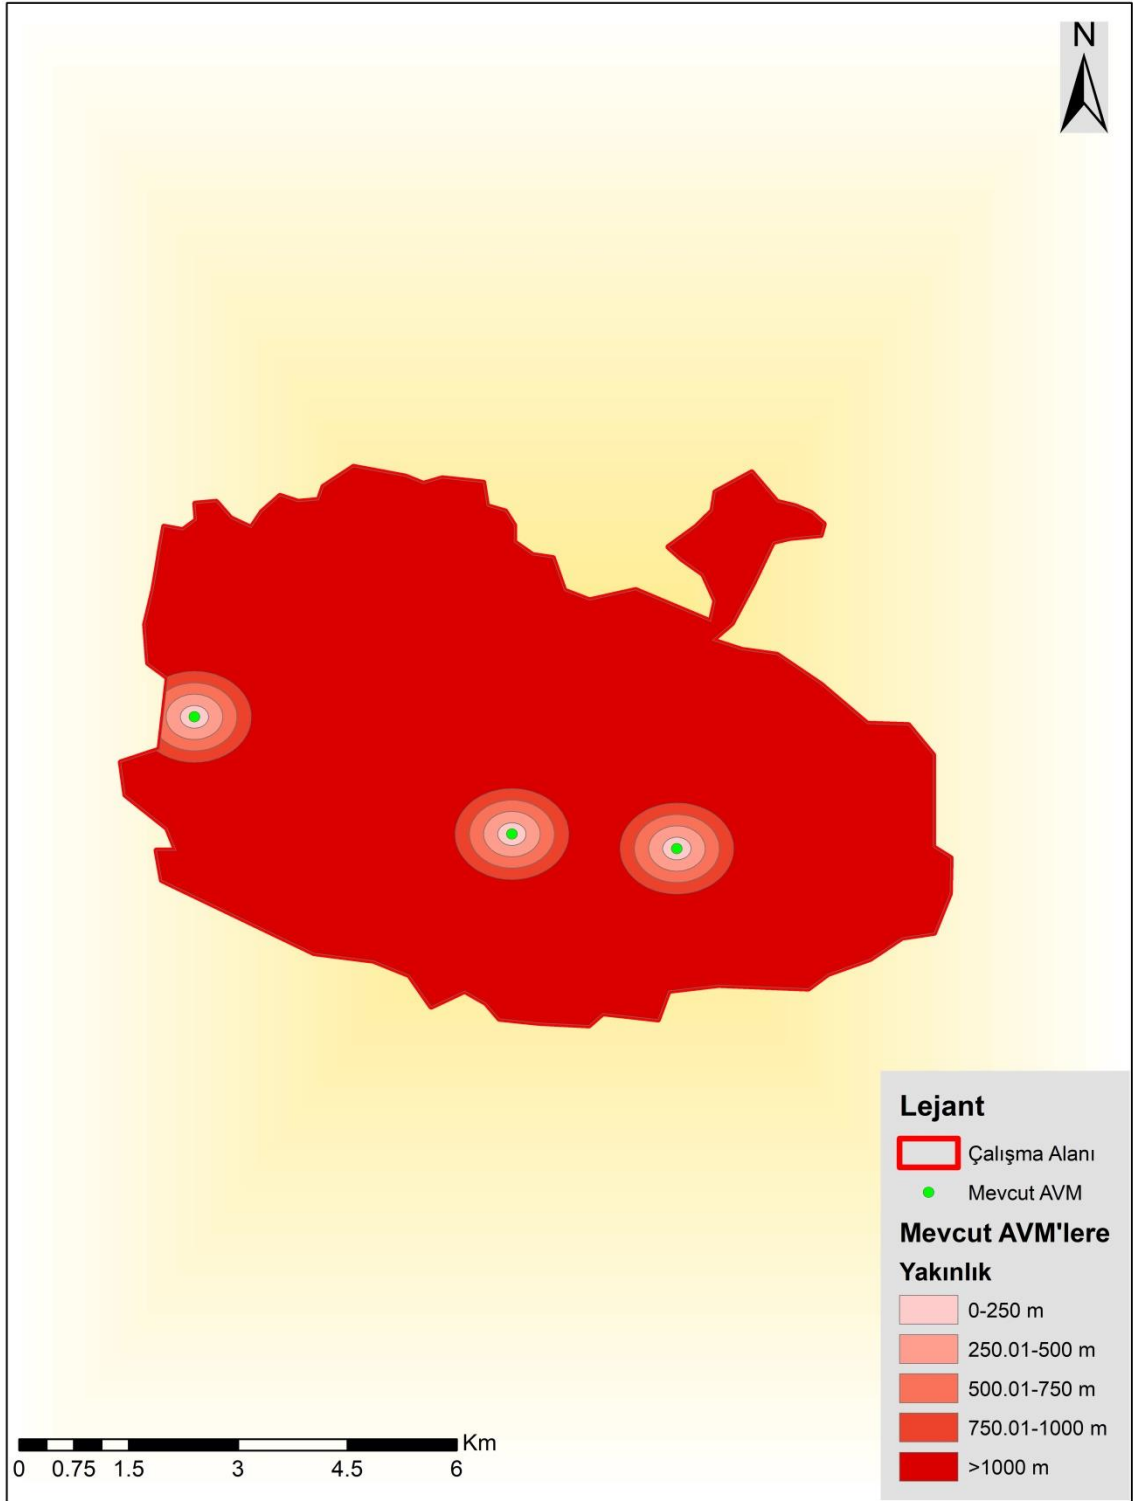 N
Lejant
Çalışma Alanı
Mevcut AVM
Mevcut AVM'lere
Yakınlık
0-250 m
250.01-500 m
500.01-750 m
750.01-1000 m
>1000 m
Km
0 0.75 1.5 3 4.5 6